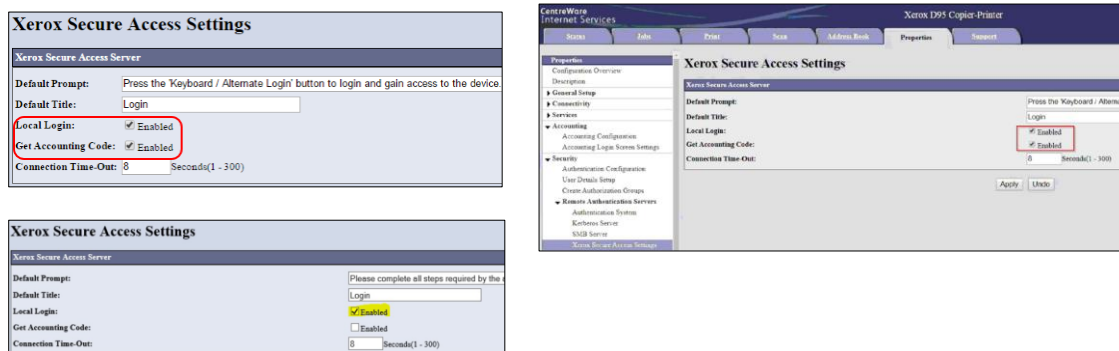 Xerox Secure Access Settings
Xerox Secure Access Server
Default Prompt: Press the 'Keyboard / Alternate Login' button to login and gain access to the device.
Default Title: Login
Local Login: Enabled
Get Accounting Code: Enabled
Connection Time-Out: 8 Seconds(1 - 300)
Xerox Secure Access Settings
Xerox Secure Access Server
Default Prompt: Please complete all steps required by the
Default Title: Login
Local Login: Enabled
Get Accounting Code: Enabled
Connection Time-Out: 8 Seconds(1 - 300)
CentreWare
Internet Services
Xerox D95 Copier-Printer
Status Jobs Print Scan Address Book Properties Support
Properties
Configuration Overview
Description
General Setup
Connectivity
Services
Accounting
Accounting Configuration
Accounting Login Screen Settings
Security
Authentication Configuration
User Details Setup
Create Authorization Groups
Remote Authentication Servers
Authentication System
Kerberos Server
SMB Server
Xerox Secure Access Settings
Xerox Secure Access Settings
Xerox Secure Access Server
Default Prompt: Press the 'Keyboard / Altern
Default Title: Login
Local Login: Enabled
Get Accounting Code: Enabled
Connection Time-Out: 8 Seconds(1 - 300)
Apply Undo